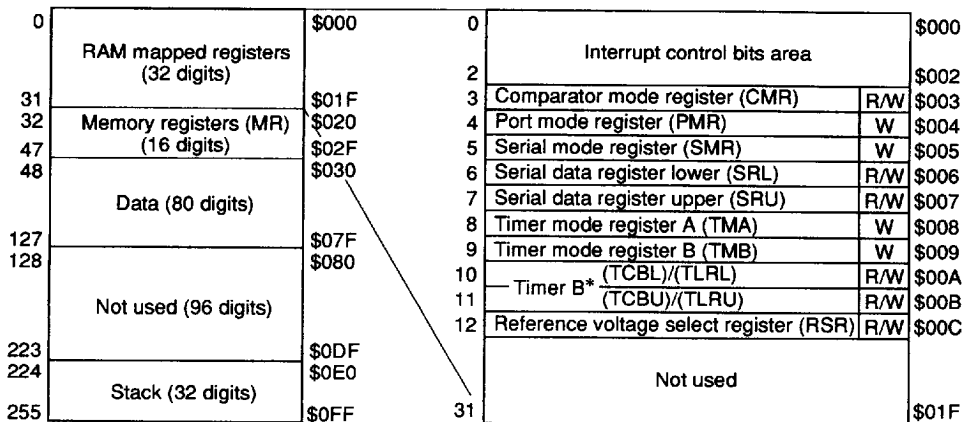 0 $000
RAM mapped registers
(32 digits)
31 $01F
32 Memory registers (MR) $020
47 (16 digits) $02F
48 $030
Data (80 digits)
127 $07F
128 $080
Not used (96 digits)
223 $0DF
224 $0E0
Stack (32 digits)
255 $0FF
0 $000
Interrupt control bits area
2 $002
3 Comparator mode register (CMR) R/W $003
4 Port mode register (PMR) W $004
5 Serial mode register (SMR) W $005
6 Serial data register lower (SRL) R/W $006
7 Serial data register upper (SRU) R/W $007
8 Timer mode register A (TMA) W $008
9 Timer mode register B (TMB) W $009
10 (TCBL)/(TLRL) R/W $00A
Timer B*
11 (TCBU)/(TLRU) R/W $00B
12 Reference voltage select register (RSR) R/W $00C
Not used
31 $01F